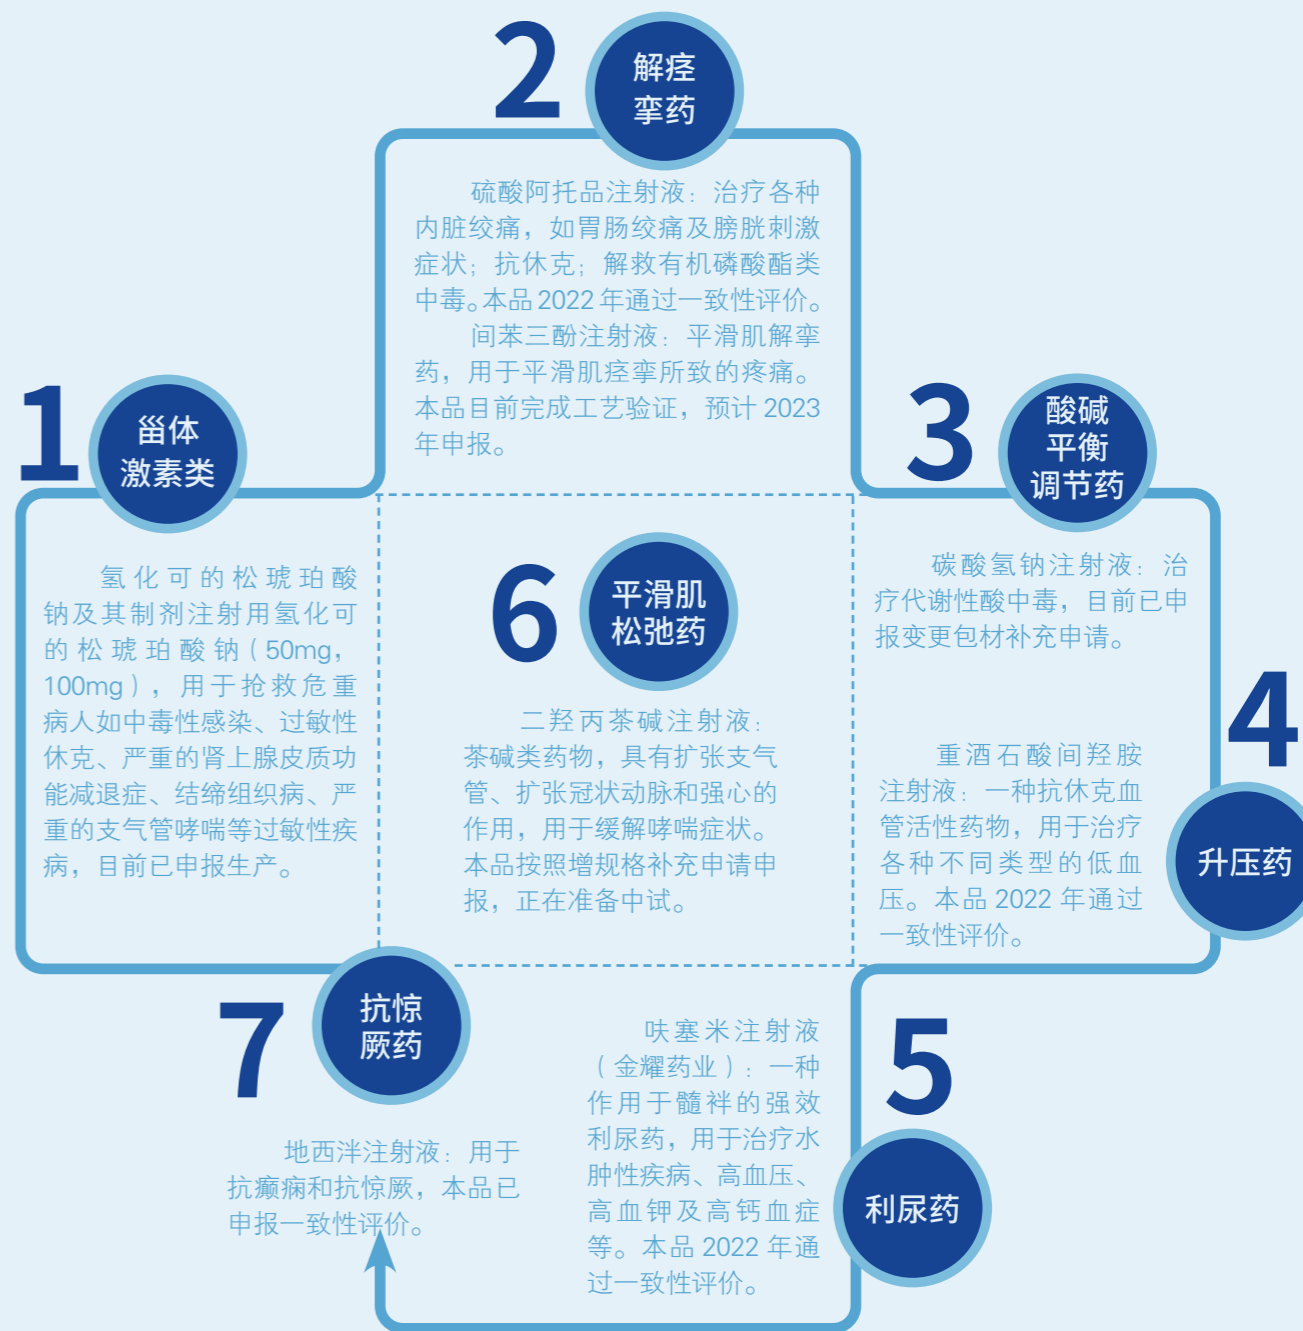 1
甾体
激素类
氢化可的松琥珀酸
钠及其制剂注射用氢化可
的松琥珀酸钠（50mg，
100mg），用于抢救危重
病人如中毒性感染、过敏性
休克、严重的肾上腺皮质功
能减退症、结缔组织病、严
重的支气管哮喘等过敏性疾
病，目前已申报生产。
2
解痉
挛药
硫酸阿托品注射液：治疗各种
内脏绞痛，如胃肠绞痛及膀胱刺激
症状；抗休克；解救有机磷酸酯类
中毒。本品2022年通过一致性评价。
间苯三酚注射液：平滑肌解挛
药，用于平滑肌痉挛所致的疼痛。
本品目前完成工艺验证，预计2023
年申报。
3
酸碱
平衡
调节药
碳酸氢钠注射液：治
疗代谢性酸中毒，目前已申
报变更包材补充申请。
4
升压药
重酒石酸间羟胺
注射液：一种抗休克血
管活性药物，用于治疗
各种不同类型的低血
压。本品2022年通过
一致性评价。
5
利尿药
呋塞米注射液
（金耀药业）：一种
作用于髓袢的强效
利尿药，用于治疗水
肿性疾病、高血压、
高血钾及高钙血症
等。本品2022年通
过一致性评价。
6
平滑肌
松弛药
二羟丙茶碱注射液：
茶碱类药物，具有扩张支气
管、扩张冠状动脉和强心的
作用，用于缓解哮喘症状。
本品按照增规格补充申请申
报，正在准备中试。
7
抗惊
厥药
地西泮注射液：用于
抗癫痫和抗惊厥，本品已
申报一致性评价。